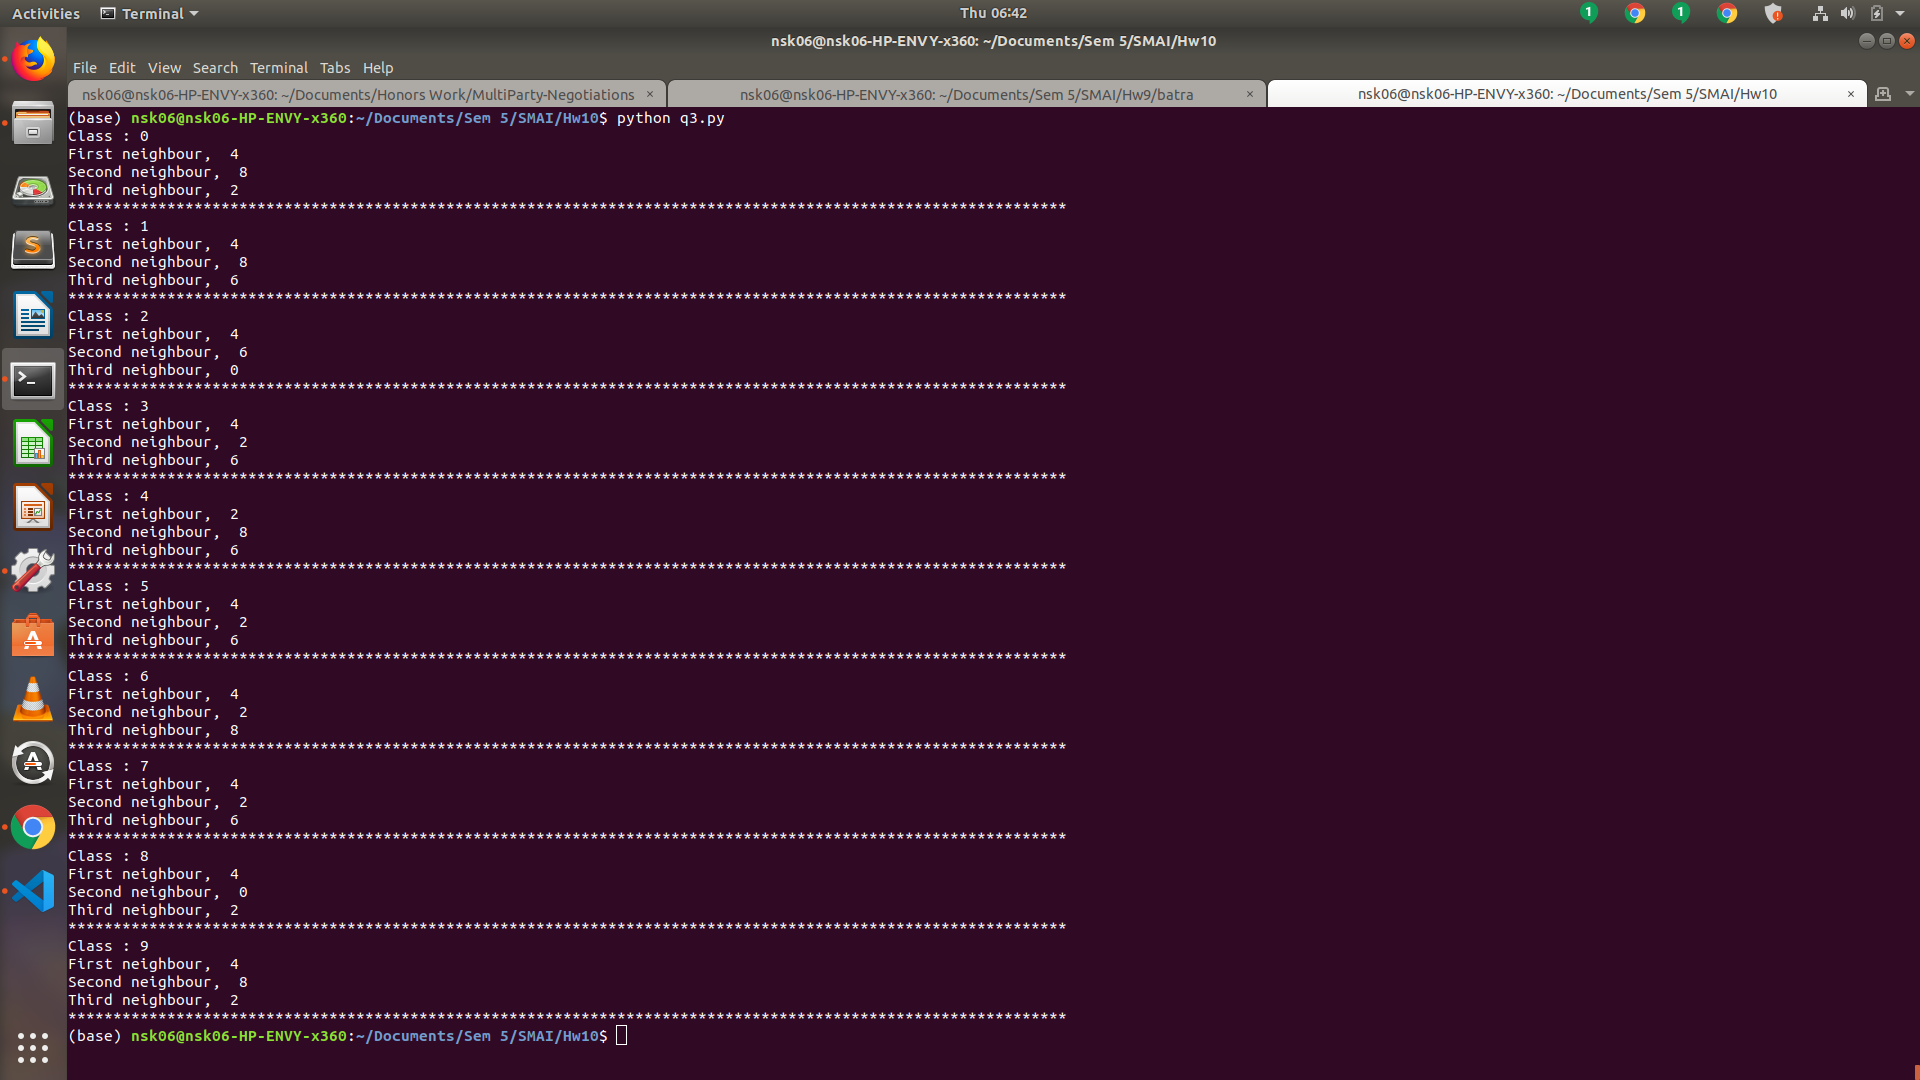 Activities Terminal Thu 06:42 1 1
nsk06@nsk06-HP-ENVY-x360: ~/Documents/Sem 5/SMAI/Hw10
File Edit View Search Terminal Tabs Help
nsk06@nsk06-HP-ENVY-x360: ~/Documents/Honors Work/MultiParty-Negotiations × nsk06@nsk06-HP-ENVY-x360: ~/Documents/Sem 5/SMAI/Hw9/batra × nsk06@nsk06-HP-ENVY-x360: ~/Documents/Sem 5/SMAI/Hw10 ×
(base) nsk06@nsk06-HP-ENVY-x360:~/Documents/Sem 5/SMAI/Hw10$ python q3.py
Class : 0
First neighbour,  4
Second neighbour,  8
Third neighbour,  2
***************************************************************************************************************
Class : 1
First neighbour,  4
Second neighbour,  8
Third neighbour,  6
***************************************************************************************************************
Class : 2
First neighbour,  4
Second neighbour,  6
Third neighbour,  0
***************************************************************************************************************
Class : 3
First neighbour,  4
Second neighbour,  2
Third neighbour,  6
***************************************************************************************************************
Class : 4
First neighbour,  2
Second neighbour,  8
Third neighbour,  6
***************************************************************************************************************
Class : 5
First neighbour,  4
Second neighbour,  2
Third neighbour,  6
***************************************************************************************************************
Class : 6
First neighbour,  4
Second neighbour,  2
Third neighbour,  8
***************************************************************************************************************
Class : 7
First neighbour,  4
Second neighbour,  2
Third neighbour,  6
***************************************************************************************************************
Class : 8
First neighbour,  4
Second neighbour,  0
Third neighbour,  2
***************************************************************************************************************
Class : 9
First neighbour,  4
Second neighbour,  8
Third neighbour,  2
***************************************************************************************************************
(base) nsk06@nsk06-HP-ENVY-x360:~/Documents/Sem 5/SMAI/Hw10$